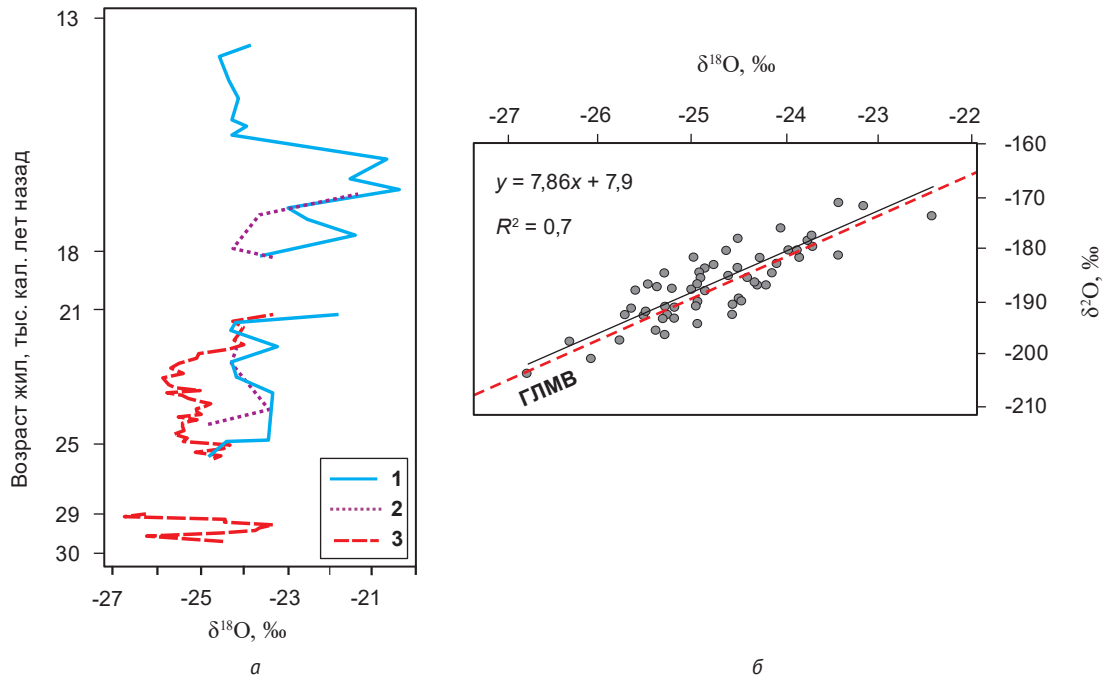 Возраст жил, тыс. кал. лет назад
13
18
21
25
29
30
1
2
3
-27 -25 -23 -21
δ¹⁸O, ‰
а
δ¹⁸O, ‰
-27 -26 -25 -24 -23 -22
y = 7,86x + 7,9
R² = 0,7
ГЛМВ
-160
-170
-180
-190
-200
-210
δ²O, ‰
б